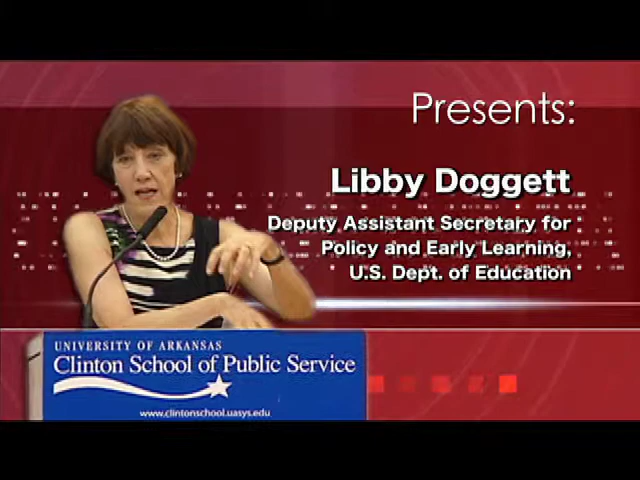 Presents:
Libby Doggett
Deputy Assistant Secretary for
Policy and Early Learning,
U.S. Dept. of Education
UNIVERSITY OF ARKANSAS
Clinton School of Public Service
www.clintonschool.uasys.edu